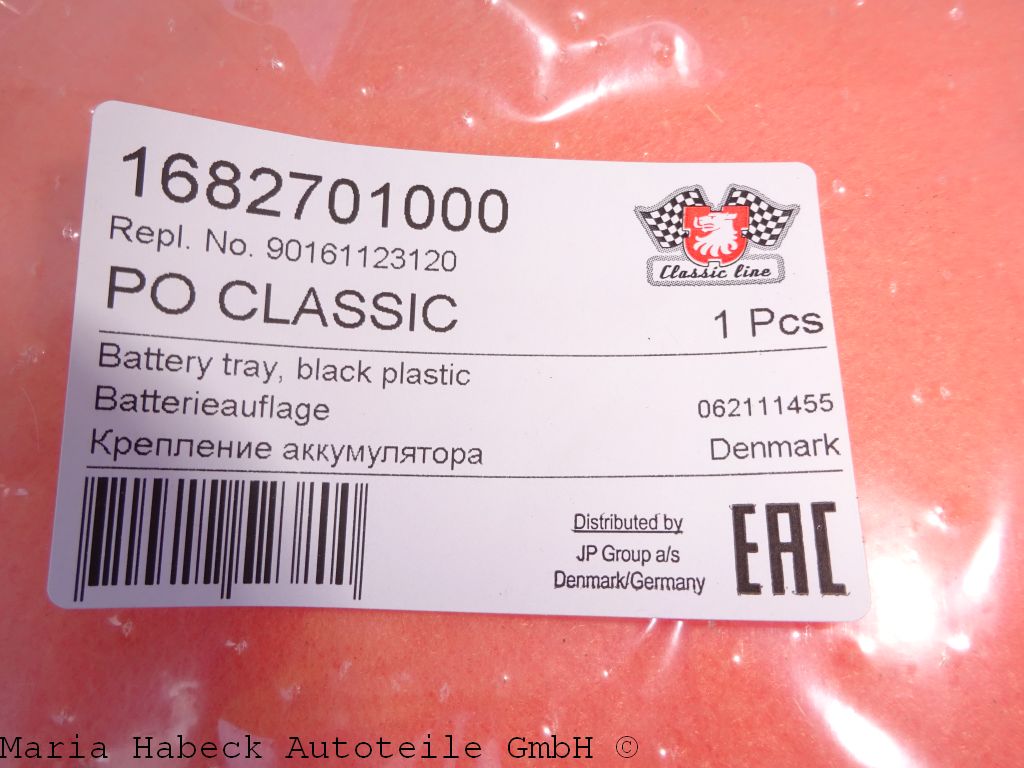 1682701000
Repl. No. 90161123120
PO CLASSIC
Classic line
1 Pcs
Battery tray, black plastic
Batterieauflage
062111455
Крепление аккумулятора
Denmark
Distributed by
JP Group a/s
Denmark/Germany
EAC
Maria Habeck Autoteile GmbH ©